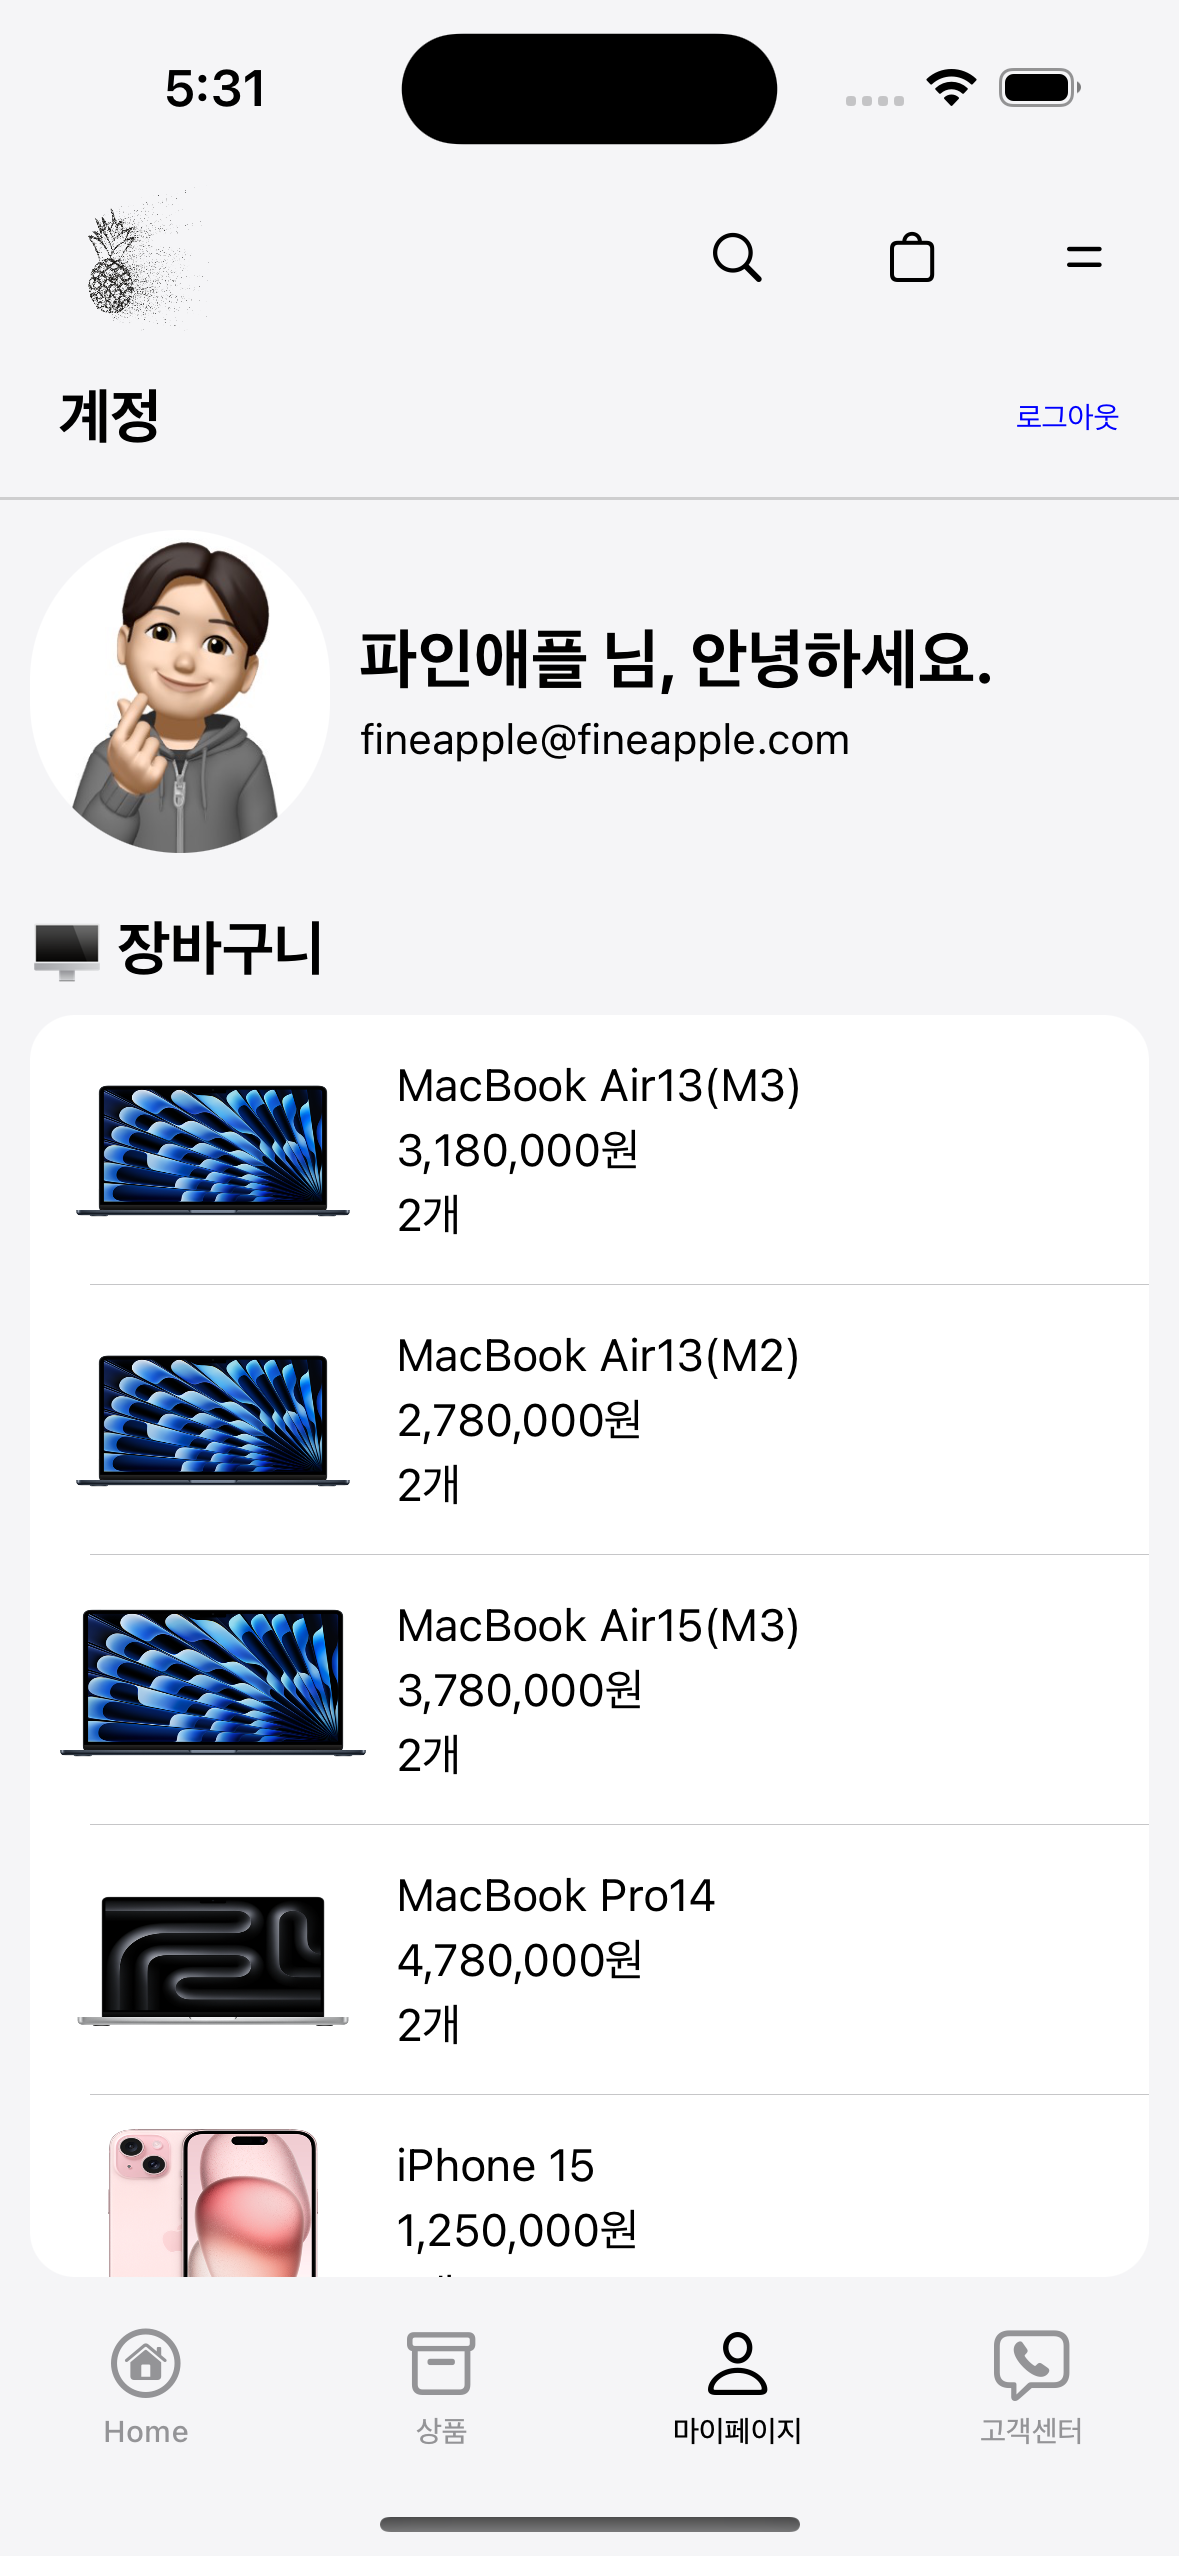 5:31
계정
로그아웃
파인애플 님, 안녕하세요.
fineapple@fineapple.com
장바구니
MacBook Air13(M3)
3,180,000원
2개
MacBook Air13(M2)
2,780,000원
2개
MacBook Air15(M3)
3,780,000원
2개
MacBook Pro14
4,780,000원
2개
iPhone 15
1,250,000원
Home
상품
마이페이지
고객센터